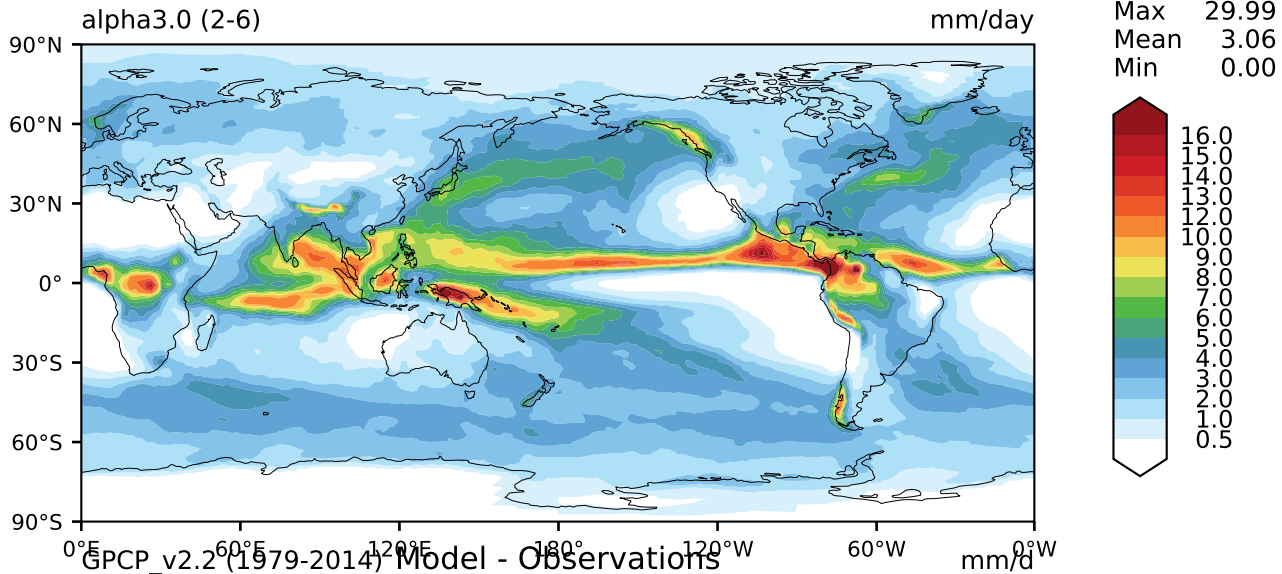 alpha3.0 (2-6) mm/day
Max 29.99
Mean 3.06
Min 0.00
90°N
60°N
30°N
0°
30°S
60°S
90°S
16.0
15.0
14.0
13.0
12.0
10.0
9.0
8.0
7.0
6.0
5.0
4.0
3.0
2.0
1.0
0.5
0°E 60°E 120°E 180° 120°W 60°W 0°W
GPCP_v2.2 (1979-2014) Model - Observations mm/d